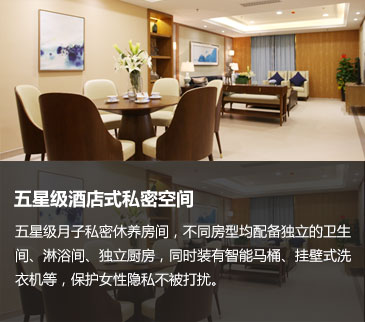 五星级酒店式私密空间
五星级月子私密休养房间，不同房型均配备独立的卫生
间、淋浴间、独立厨房，同时装有智能马桶、挂壁式洗
衣机等，保护女性隐私不被打扰。